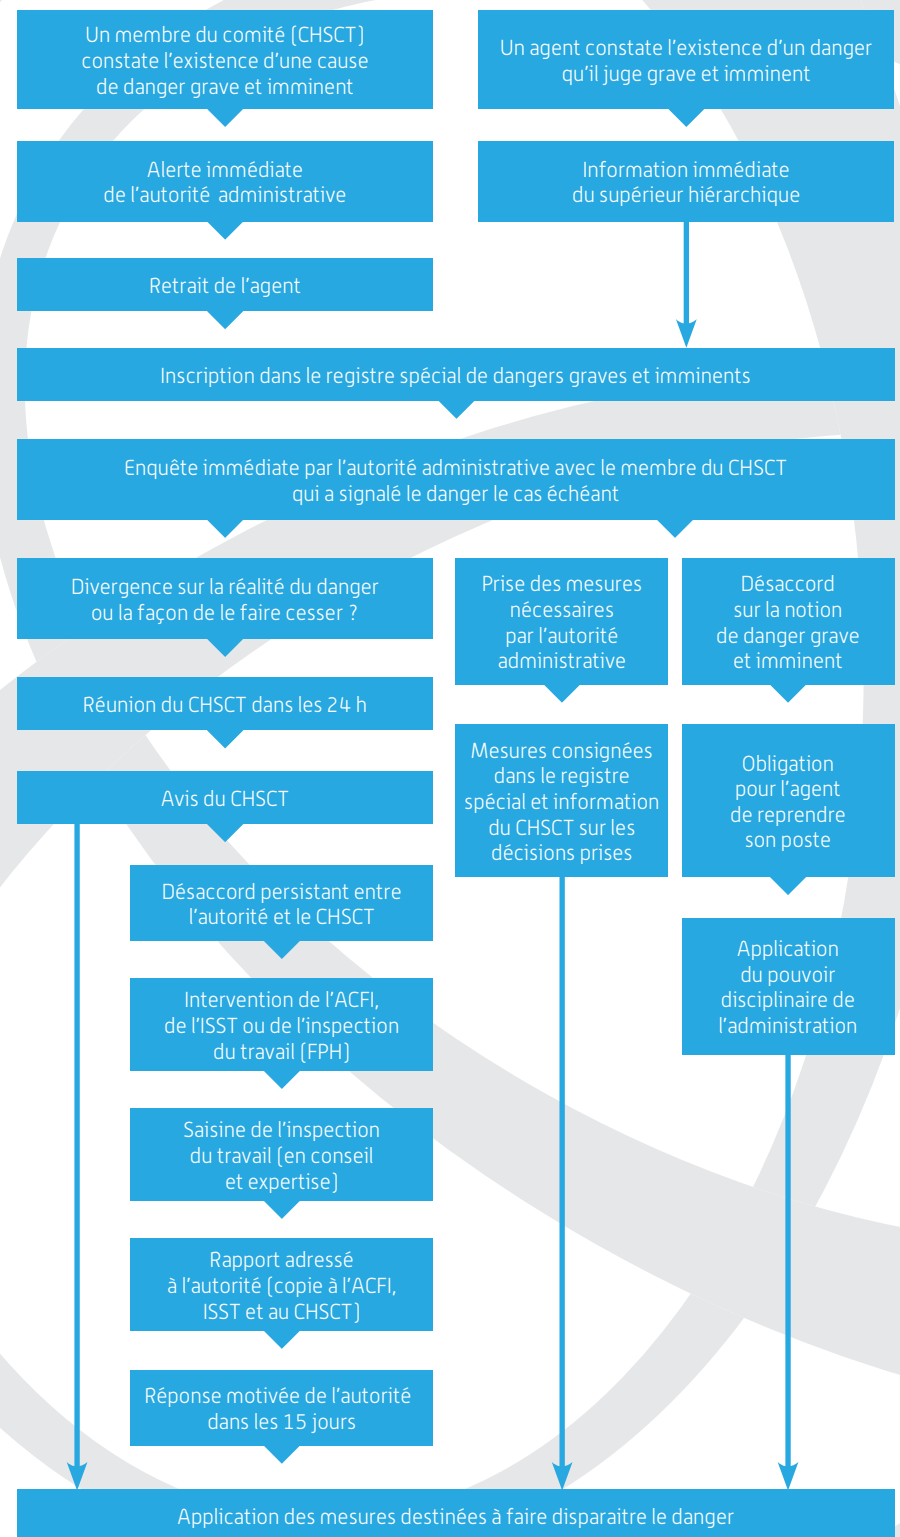 Un membre du comité (CHSCT)
constate l'existence d'une cause
de danger grave et imminent
Un agent constate l'existence d'un danger
qu'il juge grave et imminent
Alerte immédiate
de l'autorité administrative
Information immédiate
du supérieur hiérarchique
Retrait de l'agent
Inscription dans le registre spécial de dangers graves et imminents
Enquête immédiate par l'autorité administrative avec le membre du CHSCT
qui a signalé le danger le cas échéant
Divergence sur la réalité du danger
ou la façon de le faire cesser ?
Réunion du CHSCT dans les 24 h
Avis du CHSCT
Désaccord persistant entre
l'autorité et le CHSCT
Intervention de l'ACFI,
de l'ISST ou de l'inspection
du travail (FPH)
Saisine de l'inspection
du travail (en conseil
et expertise)
Rapport adressé
à l'autorité (copie à l'ACFI,
ISST et au CHSCT)
Réponse motivée de l'autorité
dans les 15 jours
Prise des mesures
nécessaires
par l'autorité
administrative
Mesures consignées
dans le registre
spécial et information
du CHSCT sur les
décisions prises
Désaccord
sur la notion
de danger grave
et imminent
Obligation
pour l'agent
de reprendre
son poste
Application
du pouvoir
disciplinaire de
l'administration
Application des mesures destinées à faire disparaitre le danger